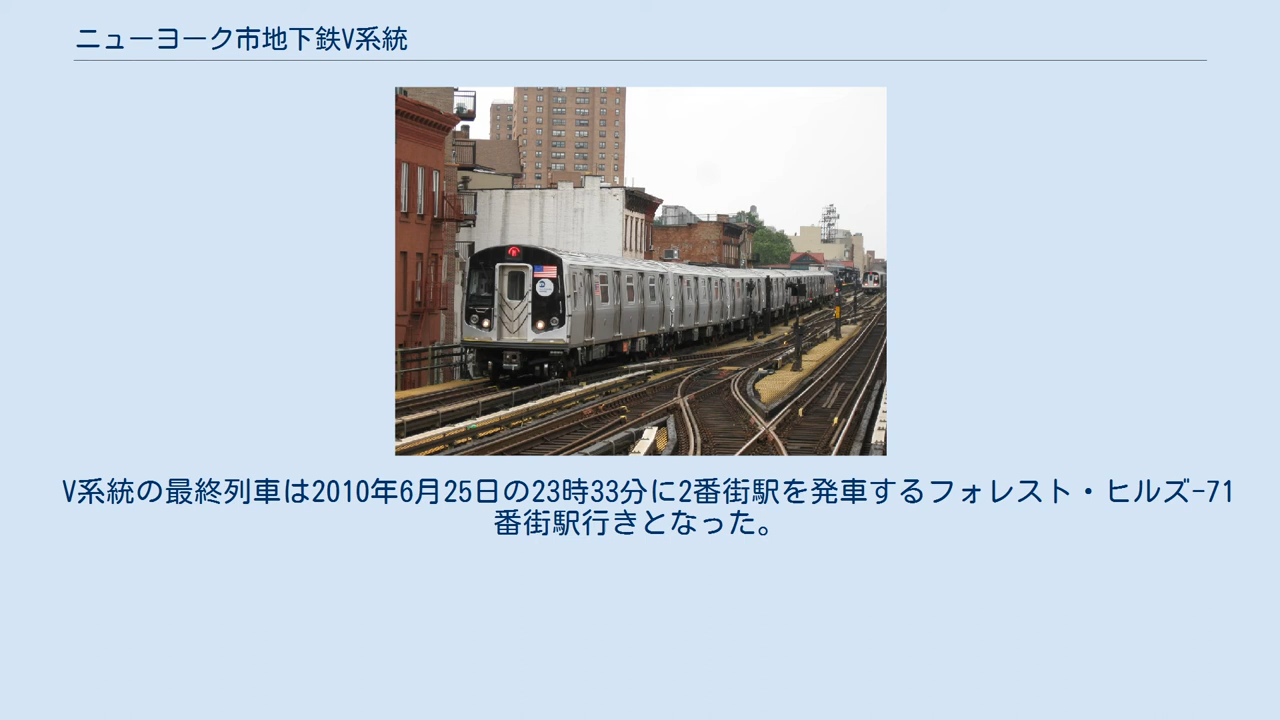 ニューヨーク市地下鉄V系統
V系統の最終列車は2010年6月25日の23時33分に2番街駅を発車するフォレスト・ヒルズ-71
番街駅行きとなった。